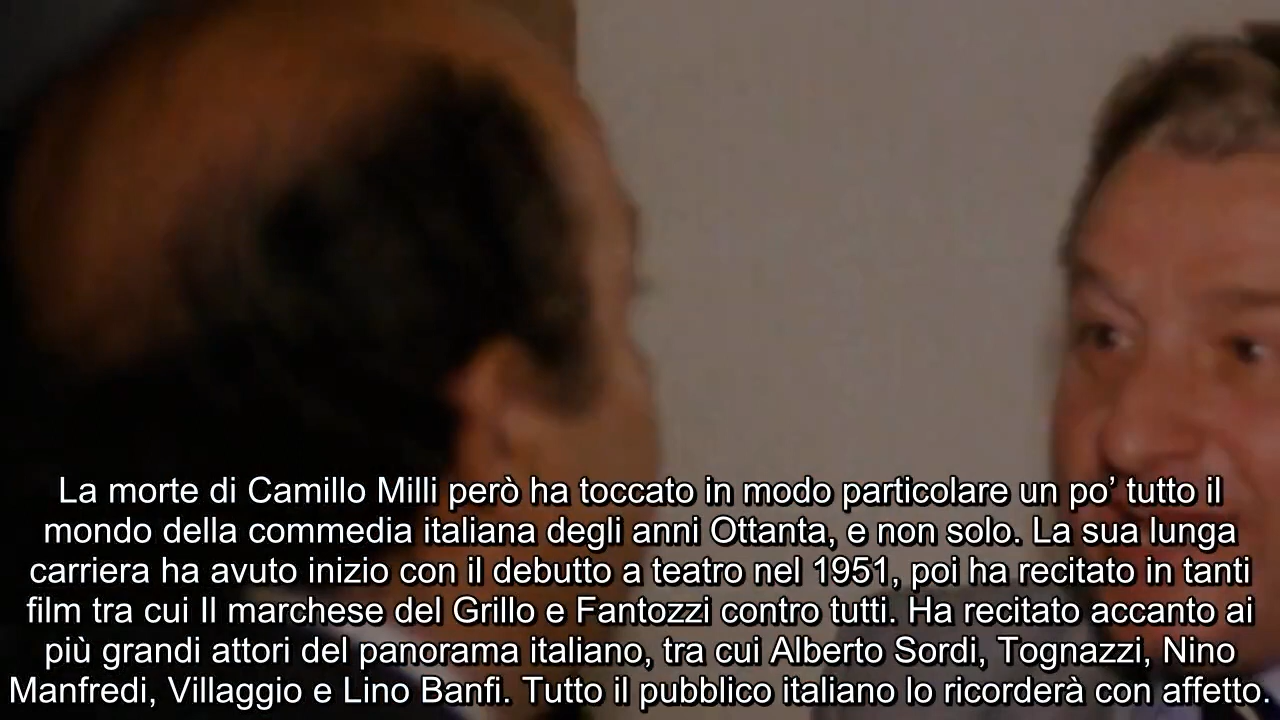 La morte di Camillo Milli però ha toccato in modo particolare un po’ tutto il
mondo della commedia italiana degli anni Ottanta, e non solo. La sua lunga
carriera ha avuto inizio con il debutto a teatro nel 1951, poi ha recitato in tanti
film tra cui Il marchese del Grillo e Fantozzi contro tutti. Ha recitato accanto ai
più grandi attori del panorama italiano, tra cui Alberto Sordi, Tognazzi, Nino
Manfredi, Villaggio e Lino Banfi. Tutto il pubblico italiano lo ricorderà con affetto.